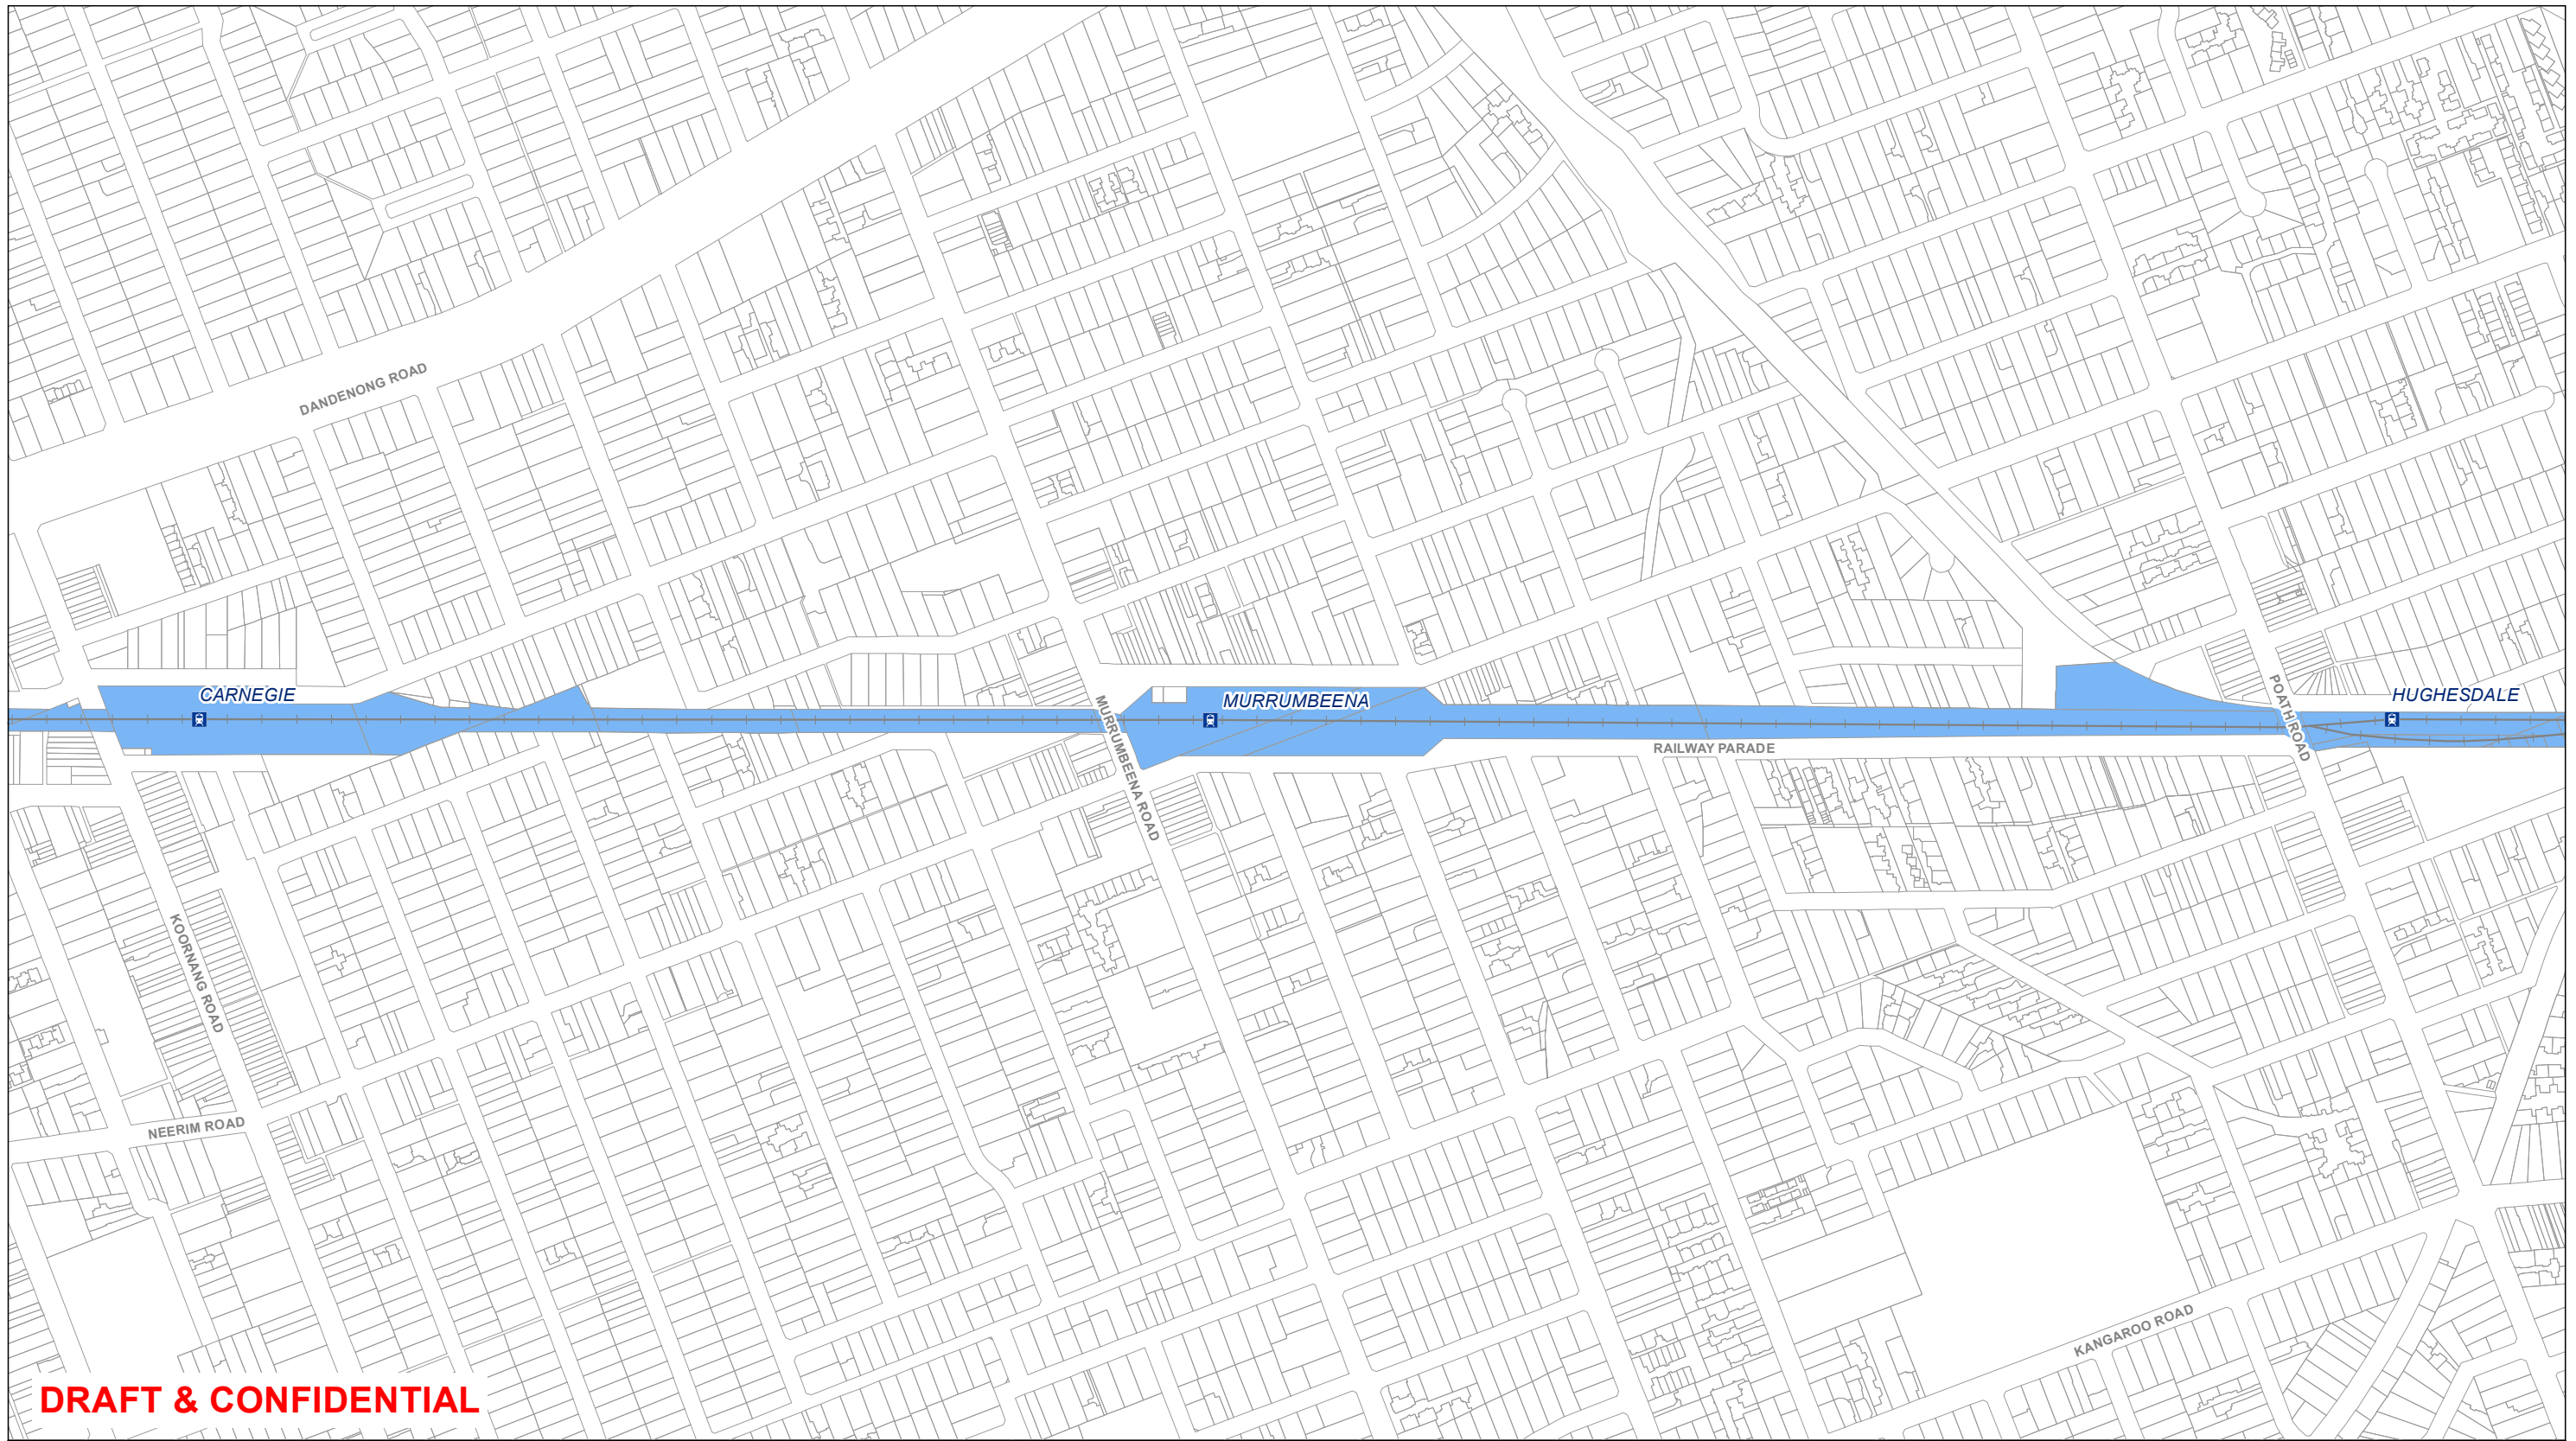 DANDENONG ROAD
CARNEGIE
MURRUMBEENA
HUGHESDALE
MURRUMBEENA ROAD
POATH ROAD
RAILWAY PARADE
KOORNANG ROAD
NEERIM ROAD
KANGAROO ROAD
DRAFT & CONFIDENTIAL